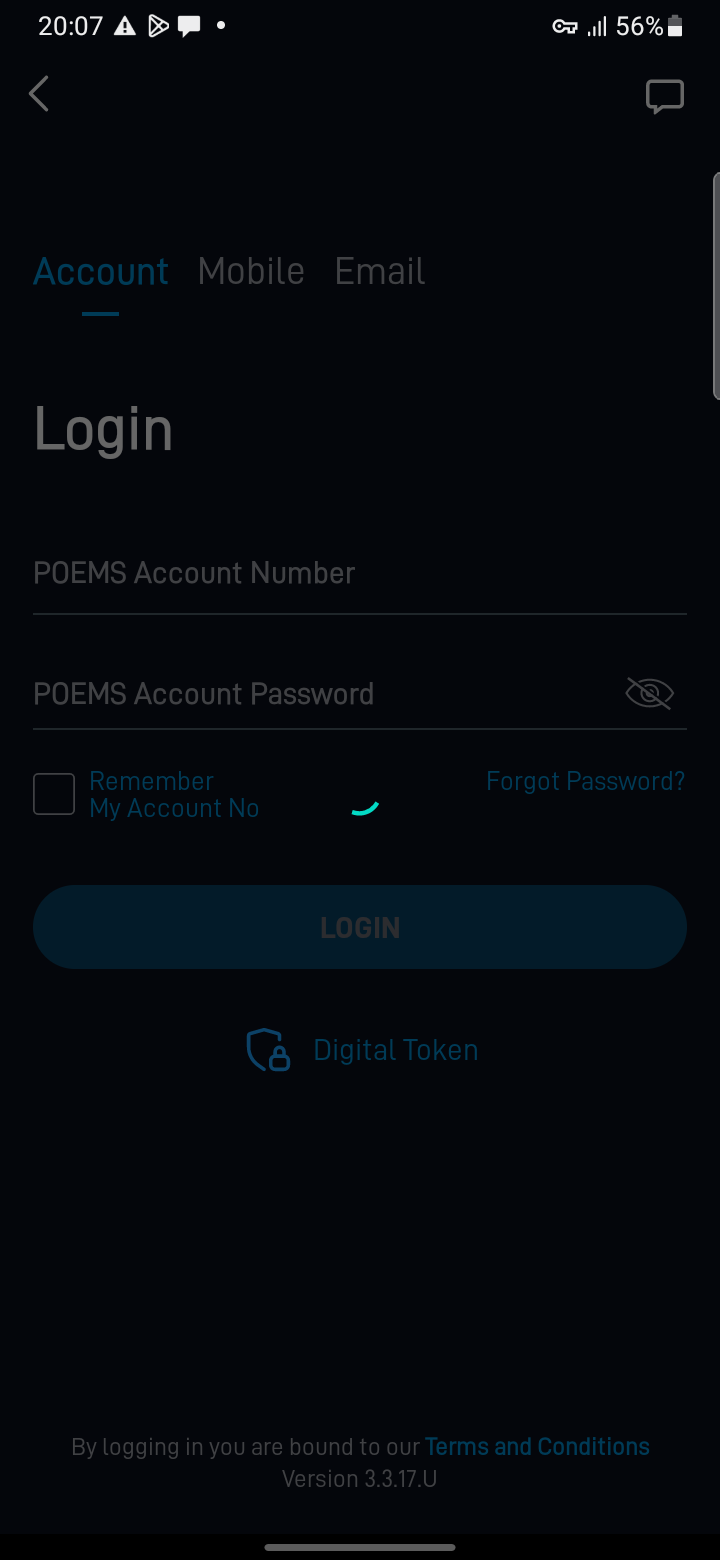 20:07 56%
Account Mobile Email
Login
POEMS Account Number
POEMS Account Password
Remember Forgot Password?
My Account No
LOGIN
Digital Token
By logging in you are bound to our Terms and Conditions
Version 3.3.17.U